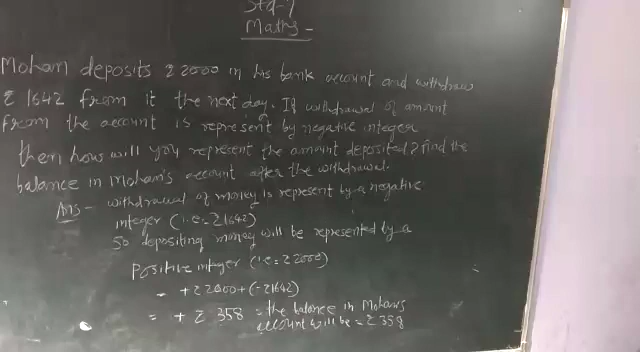 Std-7
Maths -
Mohan deposits ₹2000 in his bank account and withdraw
₹1642 from it the next day. If withdrawal of amount
from the account is represent by negative integer
then how will you represent the amount deposited? Find the
balance in Mohan's account after the withdrawal.
Ans - withdrawal of money is represent by a negative
integer (i.e. = ₹1642)
so depositing money will be represented by a
Positive integer (i.e. = ₹2000)
= +₹2000+(-₹1642)
= +₹358 = the balance in Mohan's
account will be = ₹358